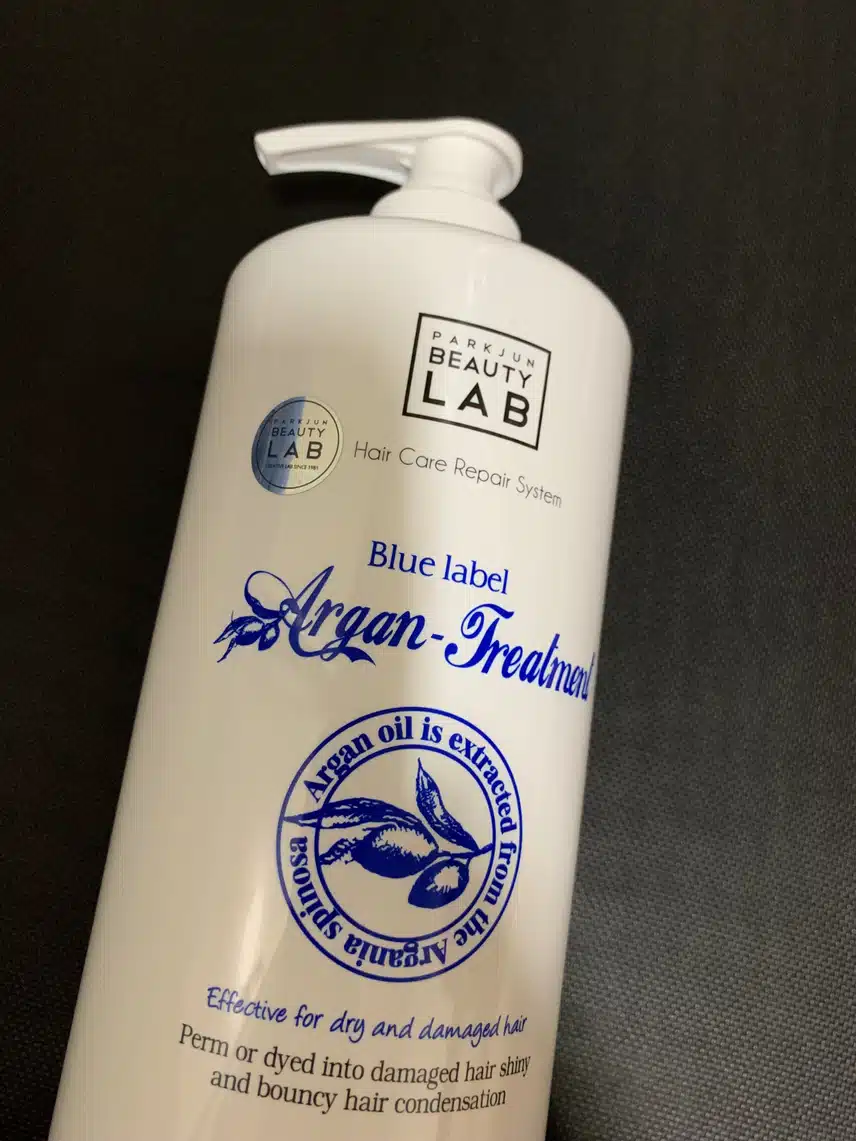 PARKJUN
BEAUTY
LAB
PARKJUN
BEAUTY
LAB
Hair Care Repair System
Blue label
Argan-Treatment
Argan oil is extracted from the Argania spinosa
Effective for dry and damaged hair
Perm or dyed into damaged hair shiny
and bouncy hair condensation